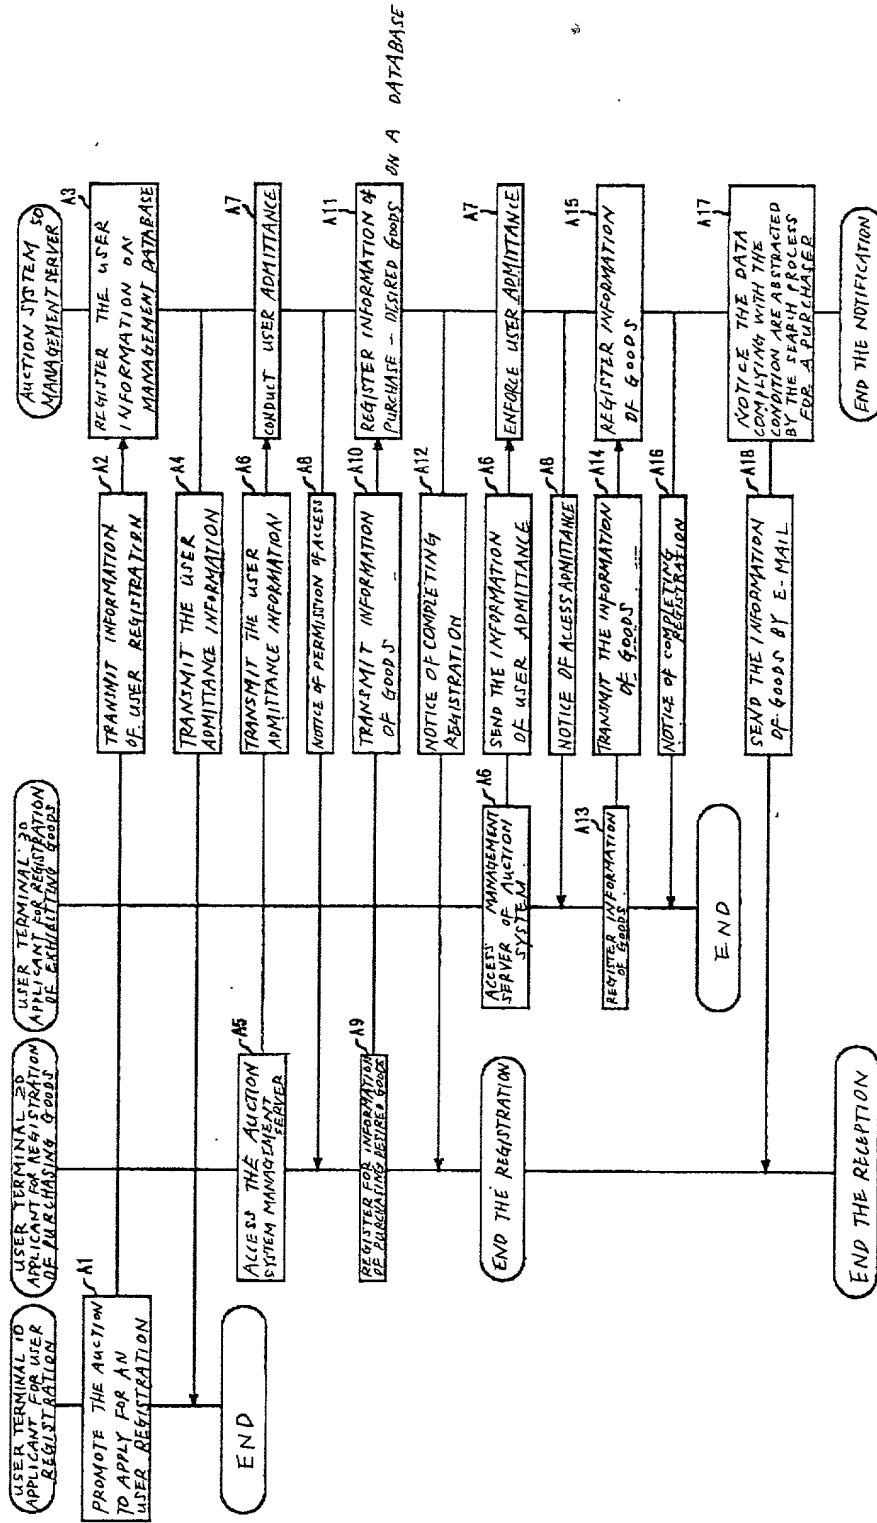 USER TERMINAL 10
APPLICANT FOR USER
REGISTRATION
A1
PROMOTE THE AUCTION
TO APPLY FOR AN
USER REGISTRATION
END
USER TERMINAL 20
APPLICANT FOR REGISTRATION
OF PURCHASING GOODS
A5
ACCESS THE AUCTION
SYSTEM MANAGEMENT
SERVER
A9
REGISTER FOR INFORMATION
OF PURCHASING DESIRED GOODS
END THE REGISTRATION
END THE RECEPTION
USER TERMINAL 30
APPLICANT FOR REGISTRATION
OF EXHIBITTING GOODS
A6
ACCESS MANAGEMENT
SERVER OF AUCTION
SYSTEM
A13
REGISTER INFORMATION
OF GOODS
END
A2
TRANSMIT INFORMATION
OF USER REGISTRATION
A4
TRANSMIT THE USER
ADMITTANCE INFORMATION
A6
TRANSMIT THE USER
ADMITTANCE INFORMATION
A8
NOTICE OF PERMISSION OF ACCESS
A10
TRANSMIT INFORMATION
OF GOODS
A12
NOTICE OF COMPLETING
REGISTRATION
A6
SEND THE INFORMATION
OF USER ADMITTANCE
A8
NOTICE OF ACCESS ADMITTANCE
A14
TRANSMIT THE INFORMATION
OF GOODS
A16
NOTICE OF COMPLETING
REGISTRATION
A18
SEND THE INFORMATION
OF GOODS BY E-MAIL
AUCTION SYSTEM 50
MANAGEMENT SERVER
A3
REGISTER THE USER
INFORMATION ON
MANAGEMENT DATABASE
A7
CONDUCT USER ADMITTANCE
A11
REGISTER INFORMATION OF
PURCHASE - DESIRED GOODS ON A DATABASE
A7
ENFORCE USER ADMITTANCE
A15
REGISTER INFORMATION
OF GOODS
A17
NOTICE THE DATA
COMPLYING WITH THE
CONDITION ARE ABSTRACTED
BY THE SEARCH PROCESS
FOR A PURCHASER
END THE NOTIFICATION